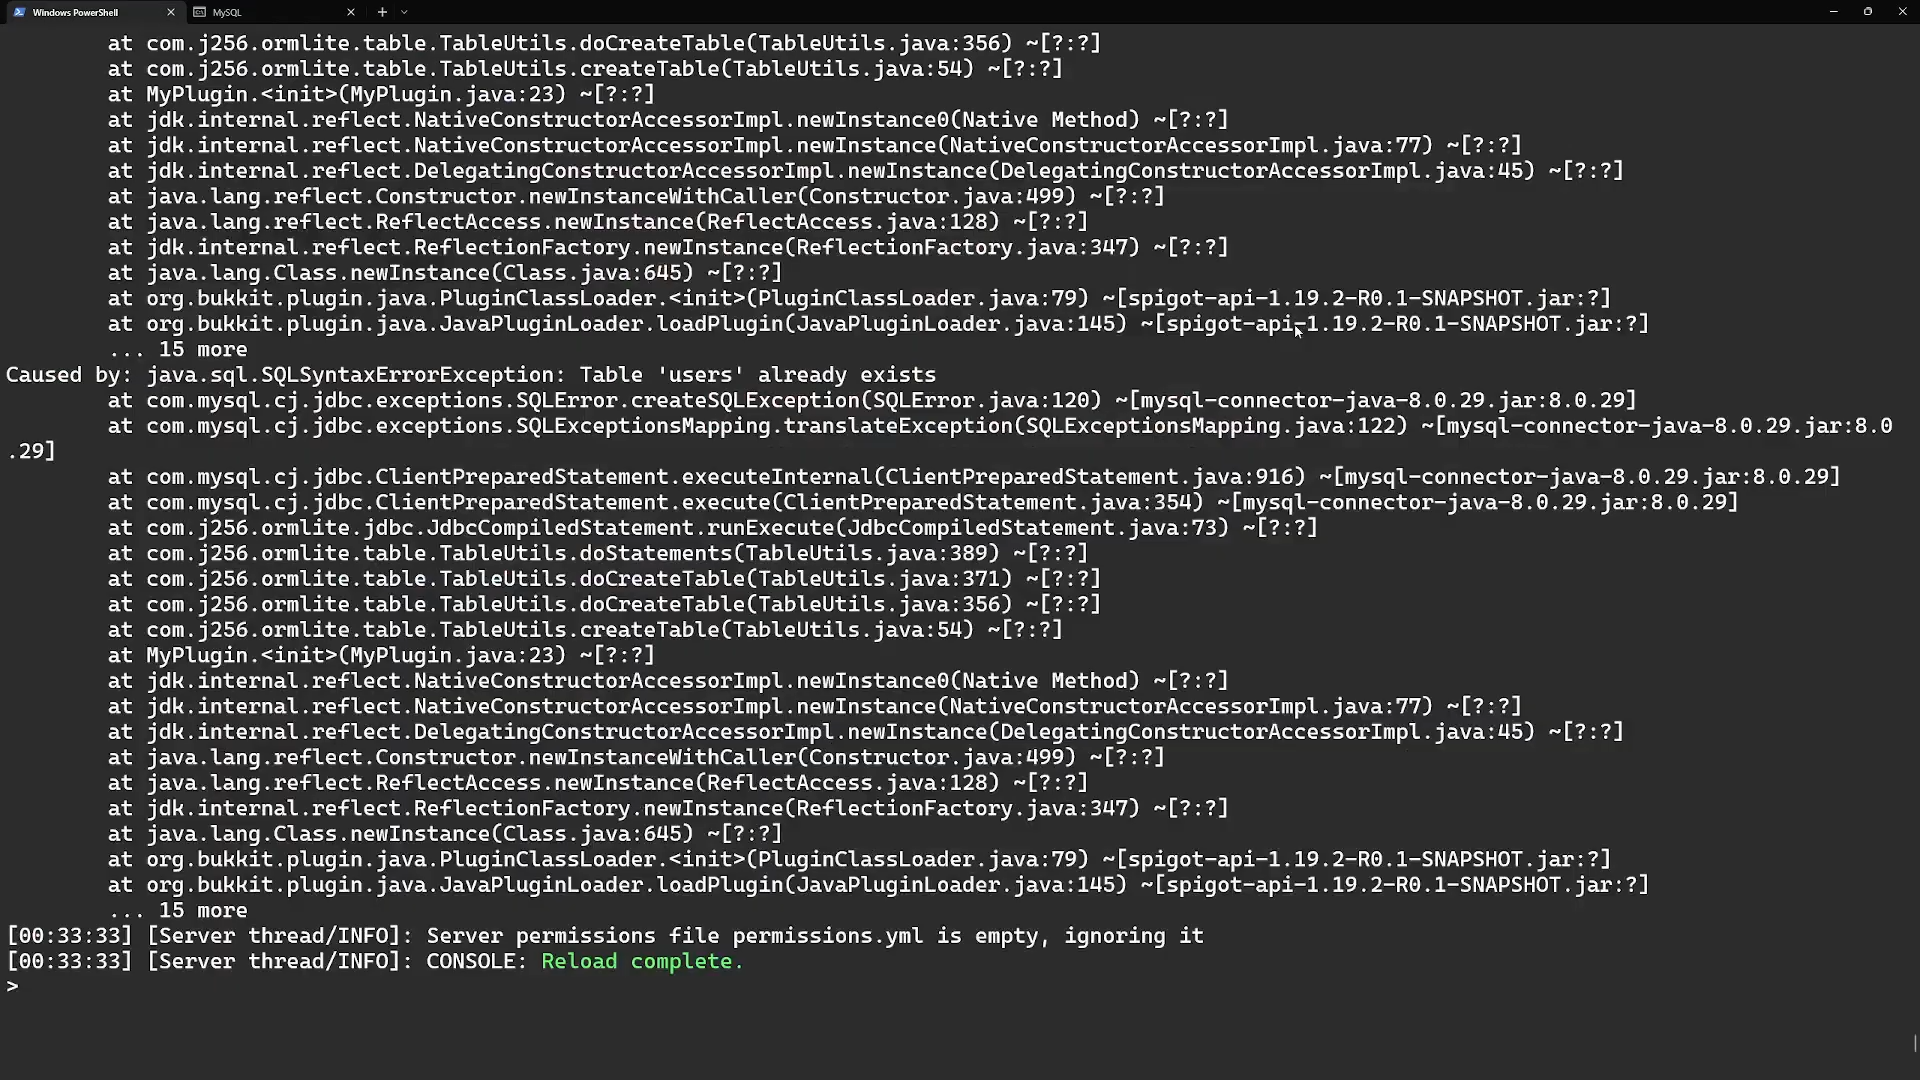 Windows PowerShell
MySQL
at com.j256.ormlite.table.TableUtils.doCreateTable(TableUtils.java:356) ~[?:?]
at com.j256.ormlite.table.TableUtils.createTable(TableUtils.java:54) ~[?:?]
at MyPlugin.<init>(MyPlugin.java:23) ~[?:?]
at jdk.internal.reflect.NativeConstructorAccessorImpl.newInstance0(Native Method) ~[?:?]
at jdk.internal.reflect.NativeConstructorAccessorImpl.newInstance(NativeConstructorAccessorImpl.java:77) ~[?:?]
at jdk.internal.reflect.DelegatingConstructorAccessorImpl.newInstance(DelegatingConstructorAccessorImpl.java:45) ~[?:?]
at java.lang.reflect.Constructor.newInstanceWithCaller(Constructor.java:499) ~[?:?]
at java.lang.reflect.ReflectAccess.newInstance(ReflectAccess.java:128) ~[?:?]
at jdk.internal.reflect.ReflectionFactory.newInstance(ReflectionFactory.java:347) ~[?:?]
at java.lang.Class.newInstance(Class.java:645) ~[?:?]
at org.bukkit.plugin.java.PluginClassLoader.<init>(PluginClassLoader.java:79) ~[spigot-api-1.19.2-R0.1-SNAPSHOT.jar:?]
at org.bukkit.plugin.java.JavaPluginLoader.loadPlugin(JavaPluginLoader.java:145) ~[spigot-api-1.19.2-R0.1-SNAPSHOT.jar:?]
... 15 more
Caused by: java.sql.SQLSyntaxErrorException: Table 'users' already exists
at com.mysql.cj.jdbc.exceptions.SQLError.createSQLException(SQLError.java:120) ~[mysql-connector-java-8.0.29.jar:8.0.29]
at com.mysql.cj.jdbc.exceptions.SQLExceptionsMapping.translateException(SQLExceptionsMapping.java:122) ~[mysql-connector-java-8.0.29.jar:8.0
.29]
at com.mysql.cj.jdbc.ClientPreparedStatement.executeInternal(ClientPreparedStatement.java:916) ~[mysql-connector-java-8.0.29.jar:8.0.29]
at com.mysql.cj.jdbc.ClientPreparedStatement.execute(ClientPreparedStatement.java:354) ~[mysql-connector-java-8.0.29.jar:8.0.29]
at com.j256.ormlite.jdbc.JdbcCompiledStatement.runExecute(JdbcCompiledStatement.java:73) ~[?:?]
at com.j256.ormlite.table.TableUtils.doStatements(TableUtils.java:389) ~[?:?]
at com.j256.ormlite.table.TableUtils.doCreateTable(TableUtils.java:371) ~[?:?]
at com.j256.ormlite.table.TableUtils.doCreateTable(TableUtils.java:356) ~[?:?]
at com.j256.ormlite.table.TableUtils.createTable(TableUtils.java:54) ~[?:?]
at MyPlugin.<init>(MyPlugin.java:23) ~[?:?]
at jdk.internal.reflect.NativeConstructorAccessorImpl.newInstance0(Native Method) ~[?:?]
at jdk.internal.reflect.NativeConstructorAccessorImpl.newInstance(NativeConstructorAccessorImpl.java:77) ~[?:?]
at jdk.internal.reflect.DelegatingConstructorAccessorImpl.newInstance(DelegatingConstructorAccessorImpl.java:45) ~[?:?]
at java.lang.reflect.Constructor.newInstanceWithCaller(Constructor.java:499) ~[?:?]
at java.lang.reflect.ReflectAccess.newInstance(ReflectAccess.java:128) ~[?:?]
at jdk.internal.reflect.ReflectionFactory.newInstance(ReflectionFactory.java:347) ~[?:?]
at java.lang.Class.newInstance(Class.java:645) ~[?:?]
at org.bukkit.plugin.java.PluginClassLoader.<init>(PluginClassLoader.java:79) ~[spigot-api-1.19.2-R0.1-SNAPSHOT.jar:?]
at org.bukkit.plugin.java.JavaPluginLoader.loadPlugin(JavaPluginLoader.java:145) ~[spigot-api-1.19.2-R0.1-SNAPSHOT.jar:?]
... 15 more
[00:33:33] [Server thread/INFO]: Server permissions file permissions.yml is empty, ignoring it
[00:33:33] [Server thread/INFO]: CONSOLE: Reload complete.
>